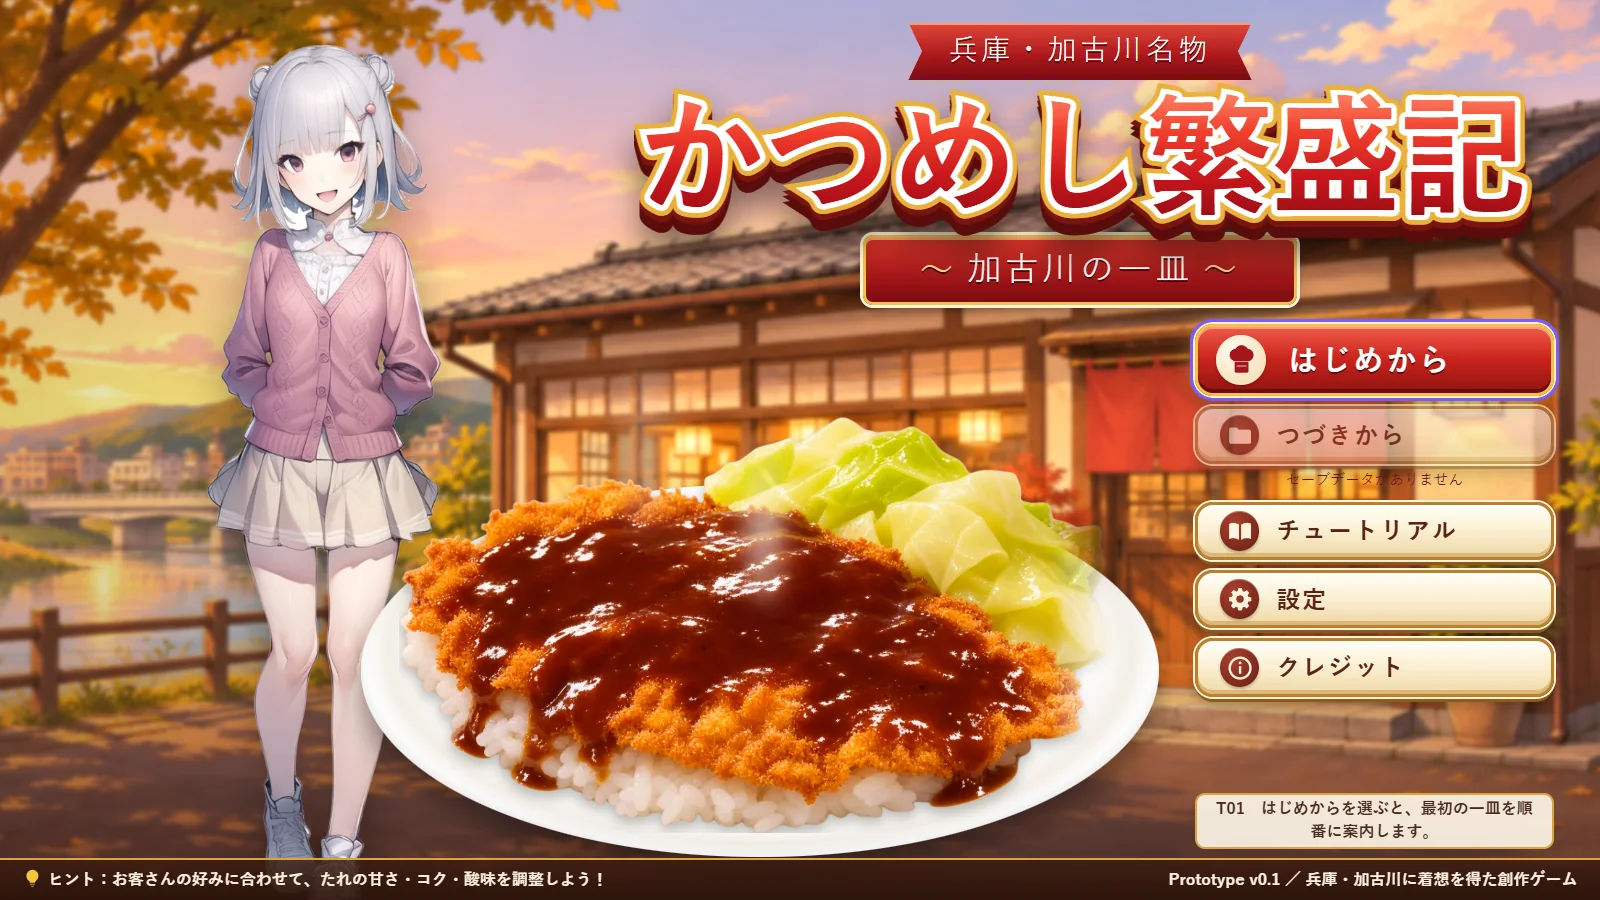 兵庫・加古川名物
かつめし繁盛記
～ 加古川の一皿 ～
はじめから
つづきから
セーブデータがありません
チュートリアル
設定
クレジット
T01　はじめからを選ぶと、最初の一皿を順
番に案内します。
ヒント：お客さんの好みに合わせて、たれの甘さ・コク・酸味を調整しよう！
Prototype v0.1 ／ 兵庫・加古川に着想を得た創作ゲーム